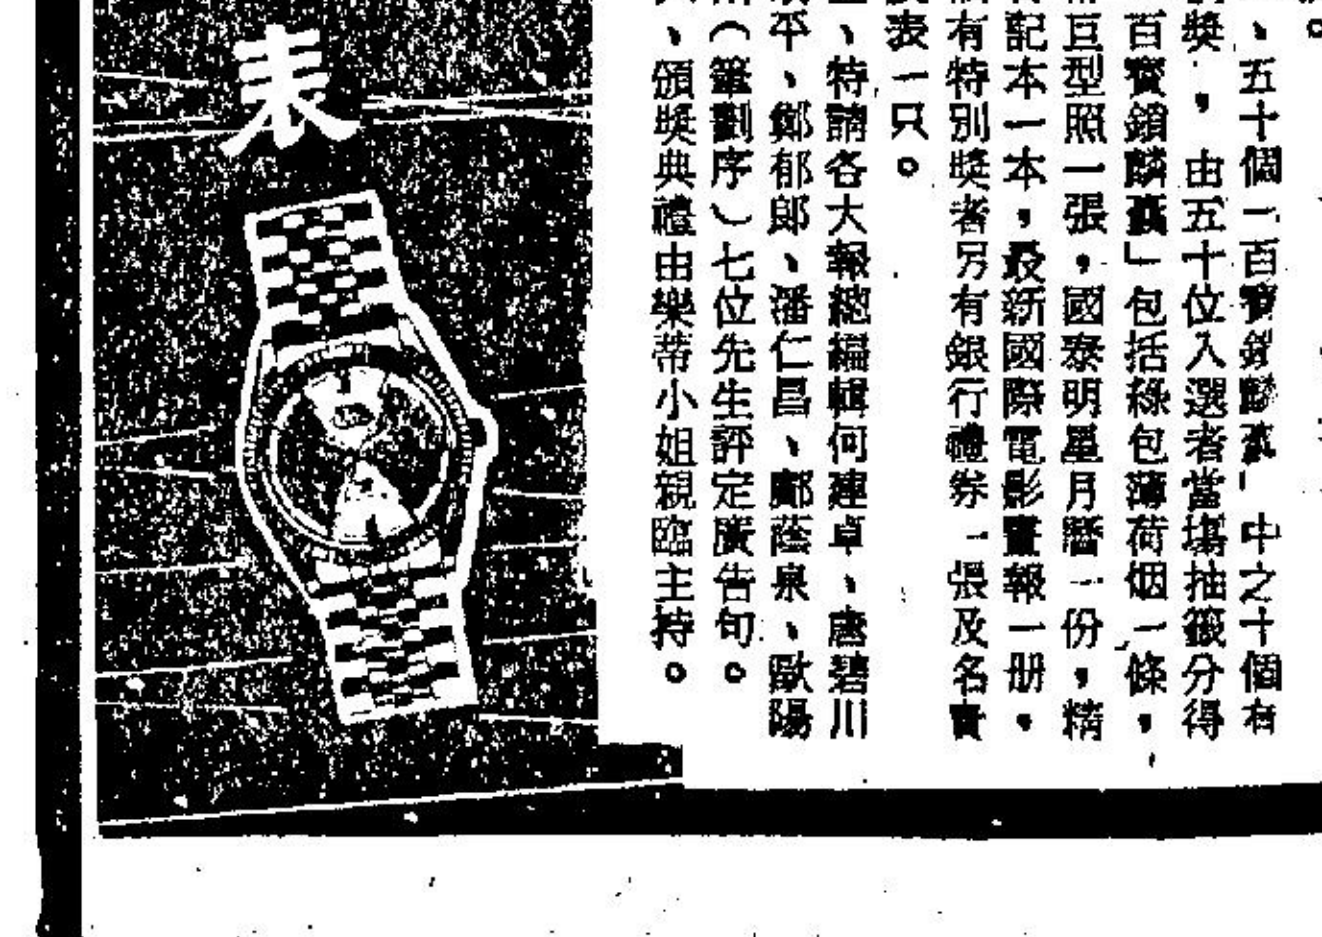 、五十個「百寶鎖麟囊」中之十個有
獎,由五十位入選者當場抽籤分得
百寶鎖麟囊」包括綠包薄荷烟一條,
巨型照一張,國泰明星月曆一份,精
記本一本,最新國際電影畫報一册,
有特別獎者另有銀行禮券一張及名貴
表一只。
、特請各大報總編輯何建卓、唐碧川
平、鄭郁郎、潘仁昌、鄺蔭泉、歐陽
(筆劃序)七位先生評定廣告句。
、頒獎典禮由樂蒂小姐親臨主持。
表